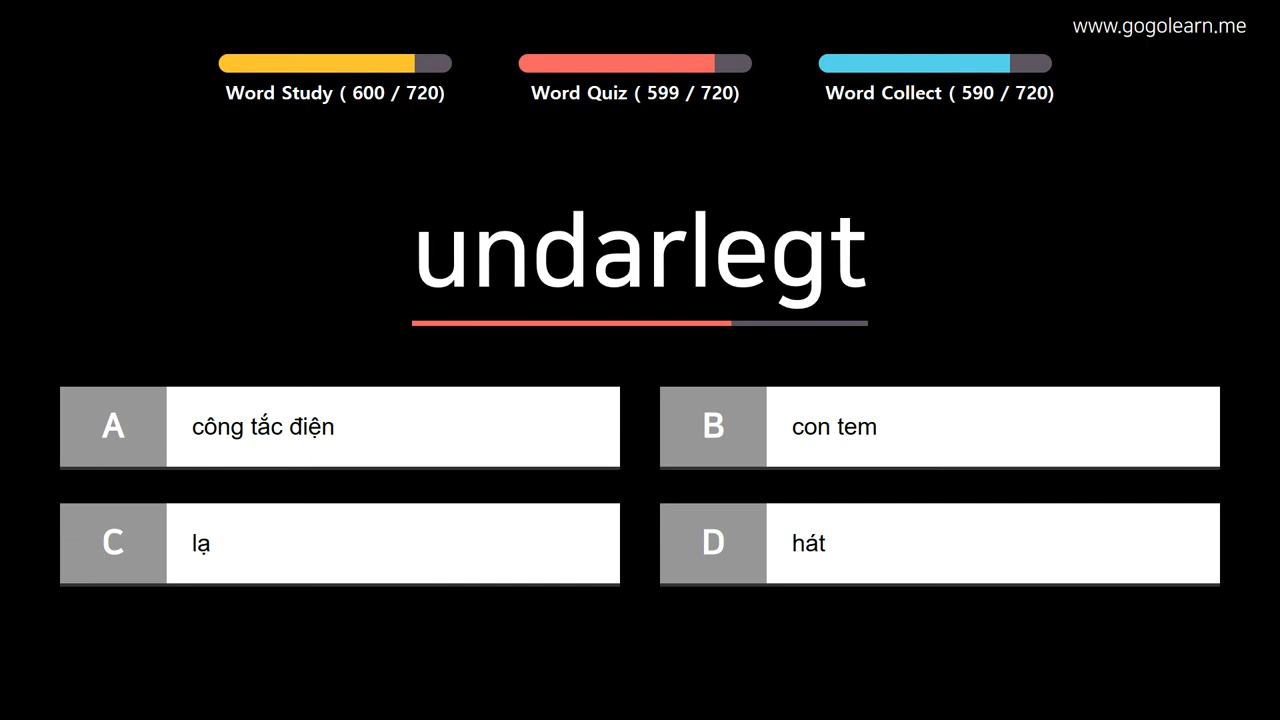 www.gogolearn.me
Word Study ( 600 / 720)
Word Quiz ( 599 / 720)
Word Collect ( 590 / 720)
undarlegt
A công tắc điện
B con tem
C lạ
D hát